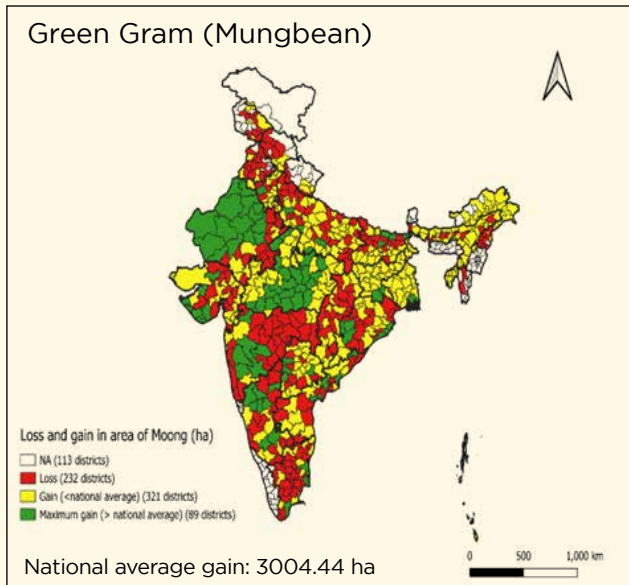 Green Gram (Mungbean)
Loss and gain in area of Moong (ha)
NA (113 districts)
Loss (232 districts)
Gain (<national average) (321 districts)
Maximum gain (> national average) (89 districts)
National average gain: 3004.44 ha
0 500 1,000 km